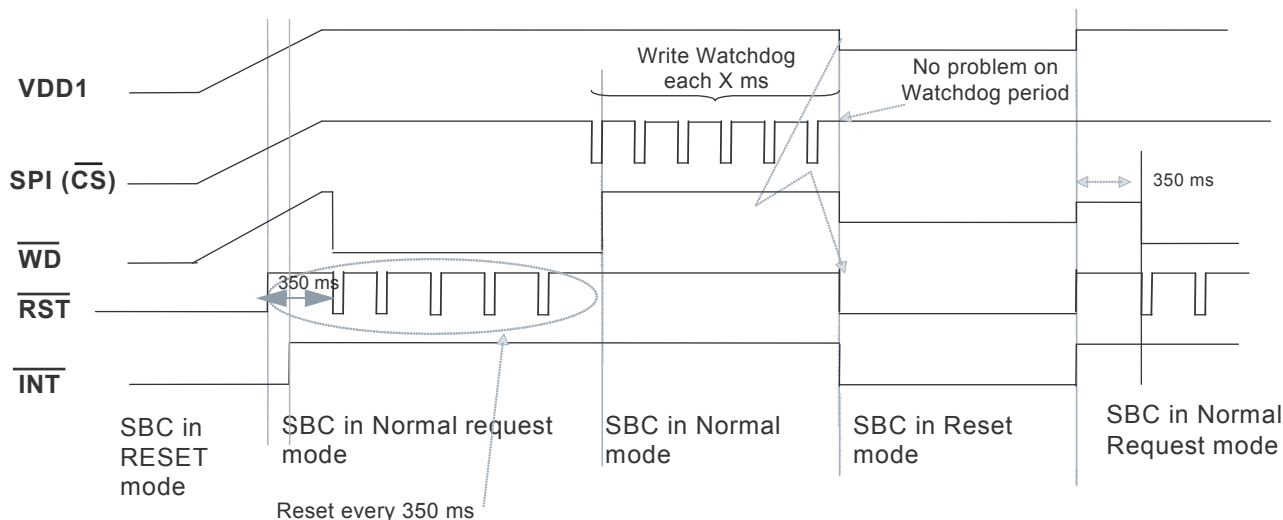 Write Watchdog
each X ms
No problem on
Watchdog period
VDD1
SPI (CS)
350 ms
WD
350 ms
RST
INT
SBC in
RESET
mode
SBC in Normal request
mode
SBC in Normal
mode
SBC in Reset
mode
SBC in Normal
Request mode
Reset every 350 ms